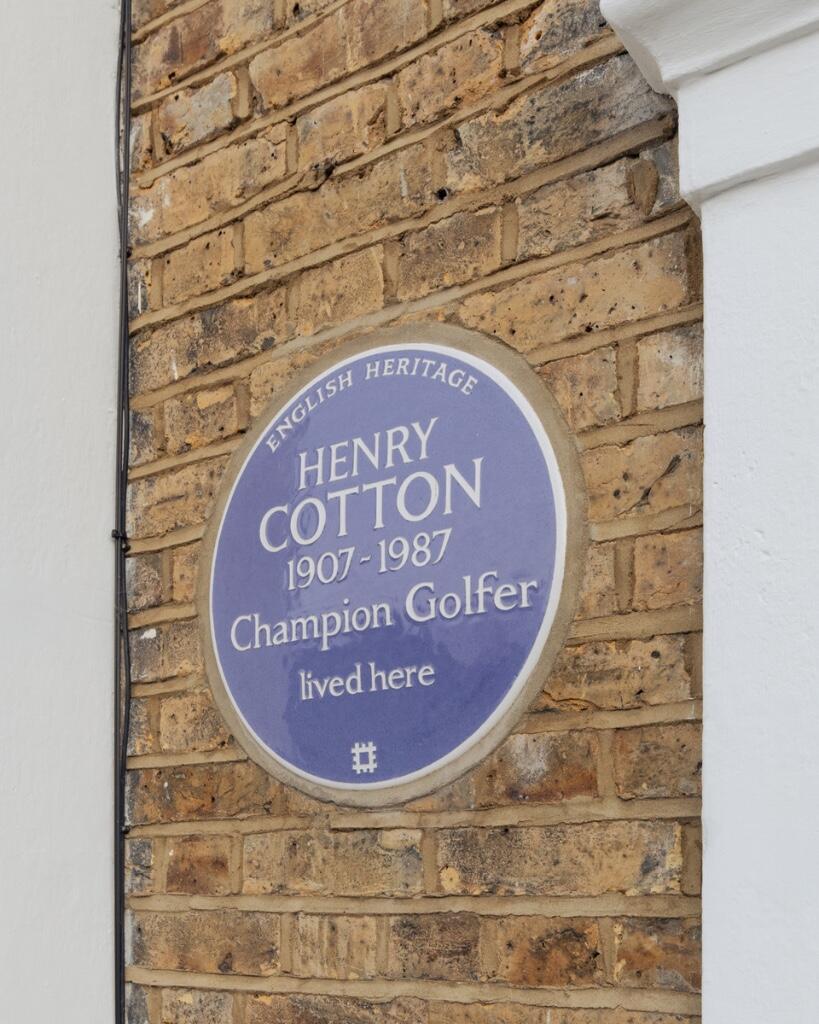 ENGLISH HERITAGE
HENRY
COTTON
1907-1987
Champion Golfer
lived here